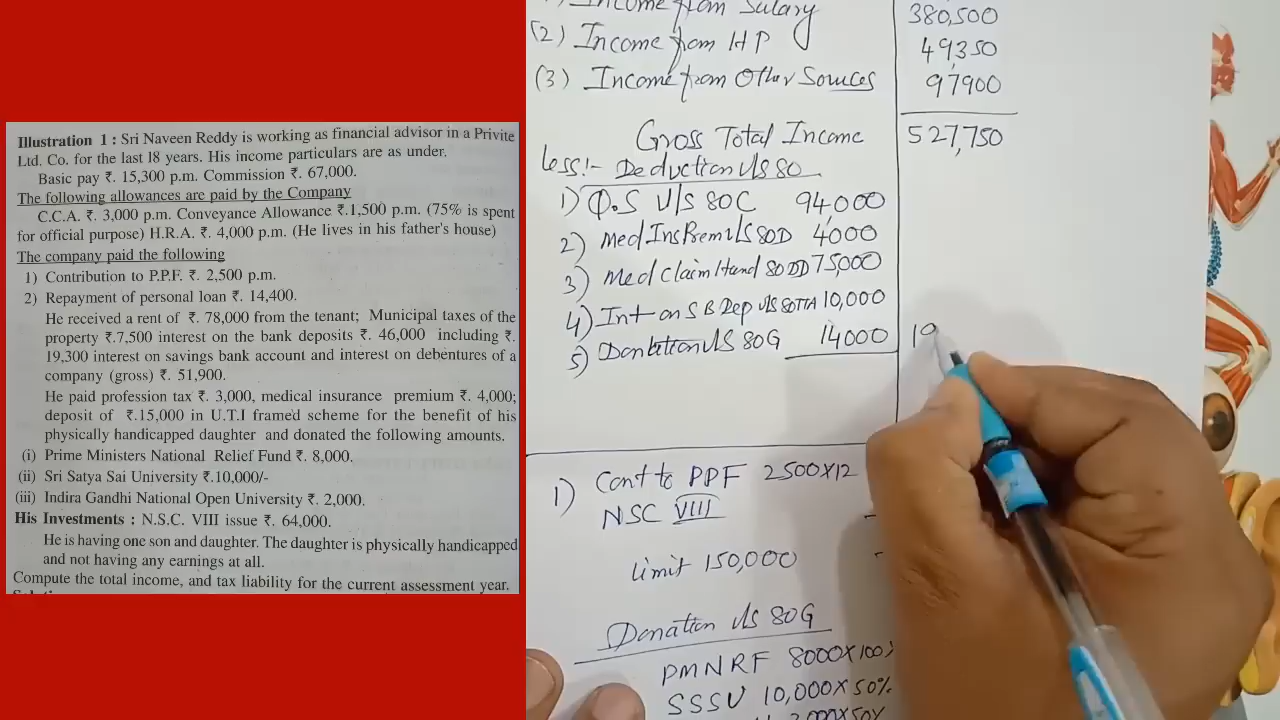 Illustration 1 : Sri Naveen Reddy is working as financial advisor in a Privite
Ltd. Co. for the last 18 years. His income particulars are as under.
Basic pay ₹. 15,300 p.m. Commission ₹. 67,000.
The following allowances are paid by the Company
C.C.A. ₹. 3,000 p.m. Conveyance Allowance ₹.1,500 p.m. (75% is spent
for official purpose) H.R.A. ₹. 4,000 p.m. (He lives in his father's house)
The company paid the following
1) Contribution to P.P.F. ₹. 2,500 p.m.
2) Repayment of personal loan ₹. 14,400.
He received a rent of ₹. 78,000 from the tenant; Municipal taxes of the
property ₹.7,500 interest on the bank deposits ₹. 46,000 including ₹.
19,300 interest on savings bank account and interest on debentures of a
company (gross) ₹. 51,900.
He paid profession tax ₹. 3,000, medical insurance premium ₹. 4,000;
deposit of ₹.15,000 in U.T.I framed scheme for the benefit of his
physically handicapped daughter and donated the following amounts.
(i) Prime Ministers National Relief Fund ₹. 8,000.
(ii) Sri Satya Sai University ₹.10,000/-
(iii) Indira Gandhi National Open University ₹. 2,000.
His Investments : N.S.C. VIII issue ₹. 64,000.
He is having one son and daughter. The daughter is physically handicapped
and not having any earnings at all.
Compute the total income, and tax liability for the current assessment year.
Income from Salary 380,500
(2) Income from HP 49,350
(3) Income from Other Sources 97,900
Gross Total Income 527,750
Less:- Deduction U/s 80
1) Q.S U/s 80C 94,000
2) Med Ins Prem U/s 80D 4000
3) Med Claim Hand 80DD 75,000
4) Int on S B Dep U/s 80TTA 10,000
5) Donation U/s 80G 14000 19
1) Cont to PPF 2500X12
NSC VIII
limit 150,000
Donation U/s 80G
PMNRF 8000X100
SSSU 10,000X50%
2000X50%